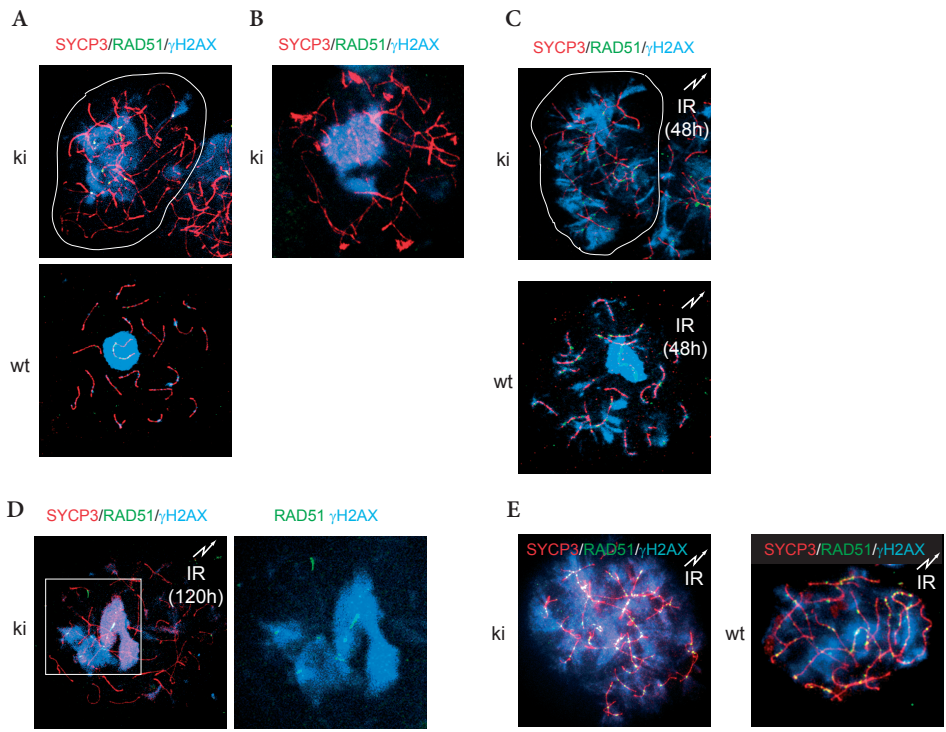 A
B
C
SYCP3/RAD51/γH2AX
SYCP3/RAD51/γH2AX
SYCP3/RAD51/γH2AX
ki
ki
ki
IR
(48h)
wt
wt
IR
(48h)
D
E
SYCP3/RAD51/γH2AX
RAD51 γH2AX
SYCP3/RAD51/γH2AX
SYCP3/RAD51/γH2AX
ki
IR
(120h)
ki
IR
wt
IR